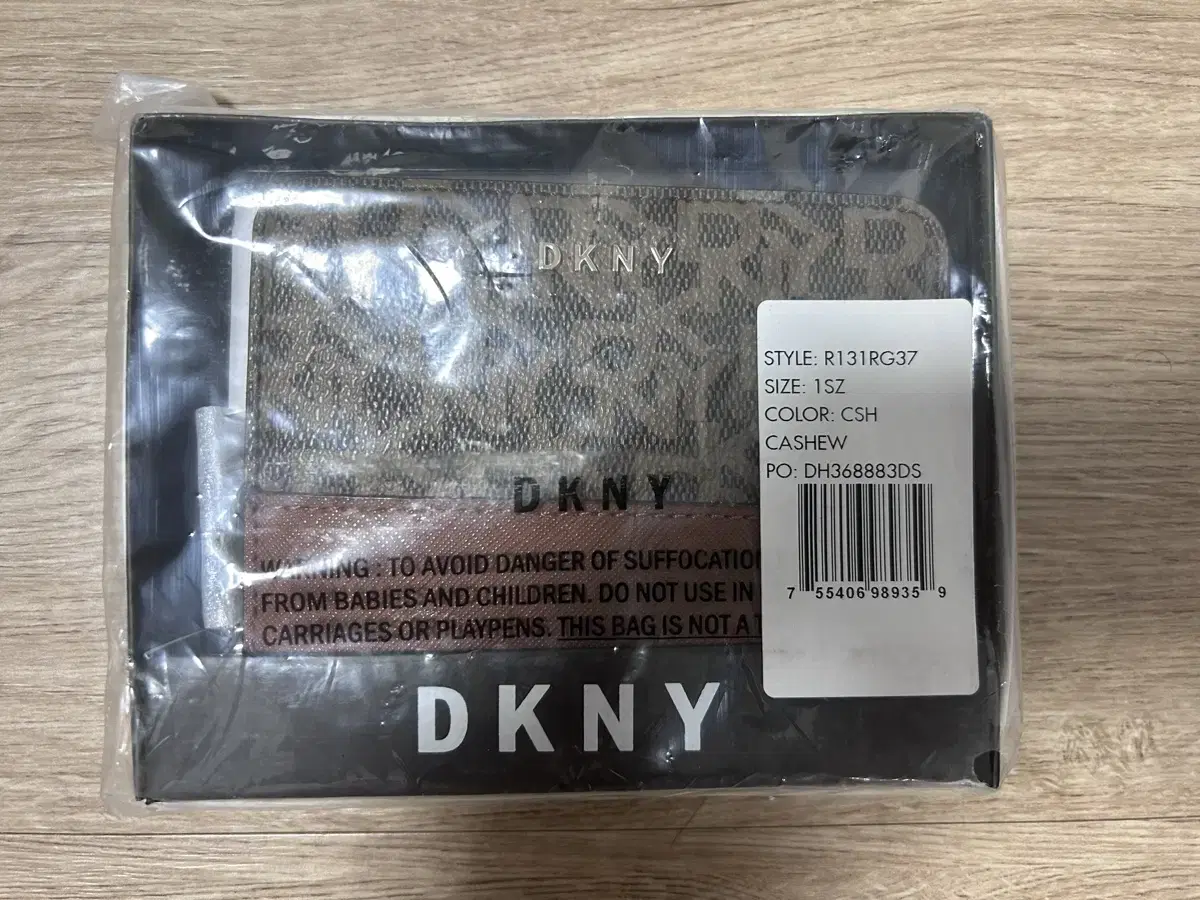 DKNY
STYLE: R131RG37
SIZE: 1SZ
COLOR: CSH
CASHEW
PO: DH368883DS
7 55406 98935 9
DKNY
WARNING : TO AVOID DANGER OF SUFFOCATION
FROM BABIES AND CHILDREN. DO NOT USE IN
CARRIAGES OR PLAYPENS. THIS BAG IS NOT A
DKNY